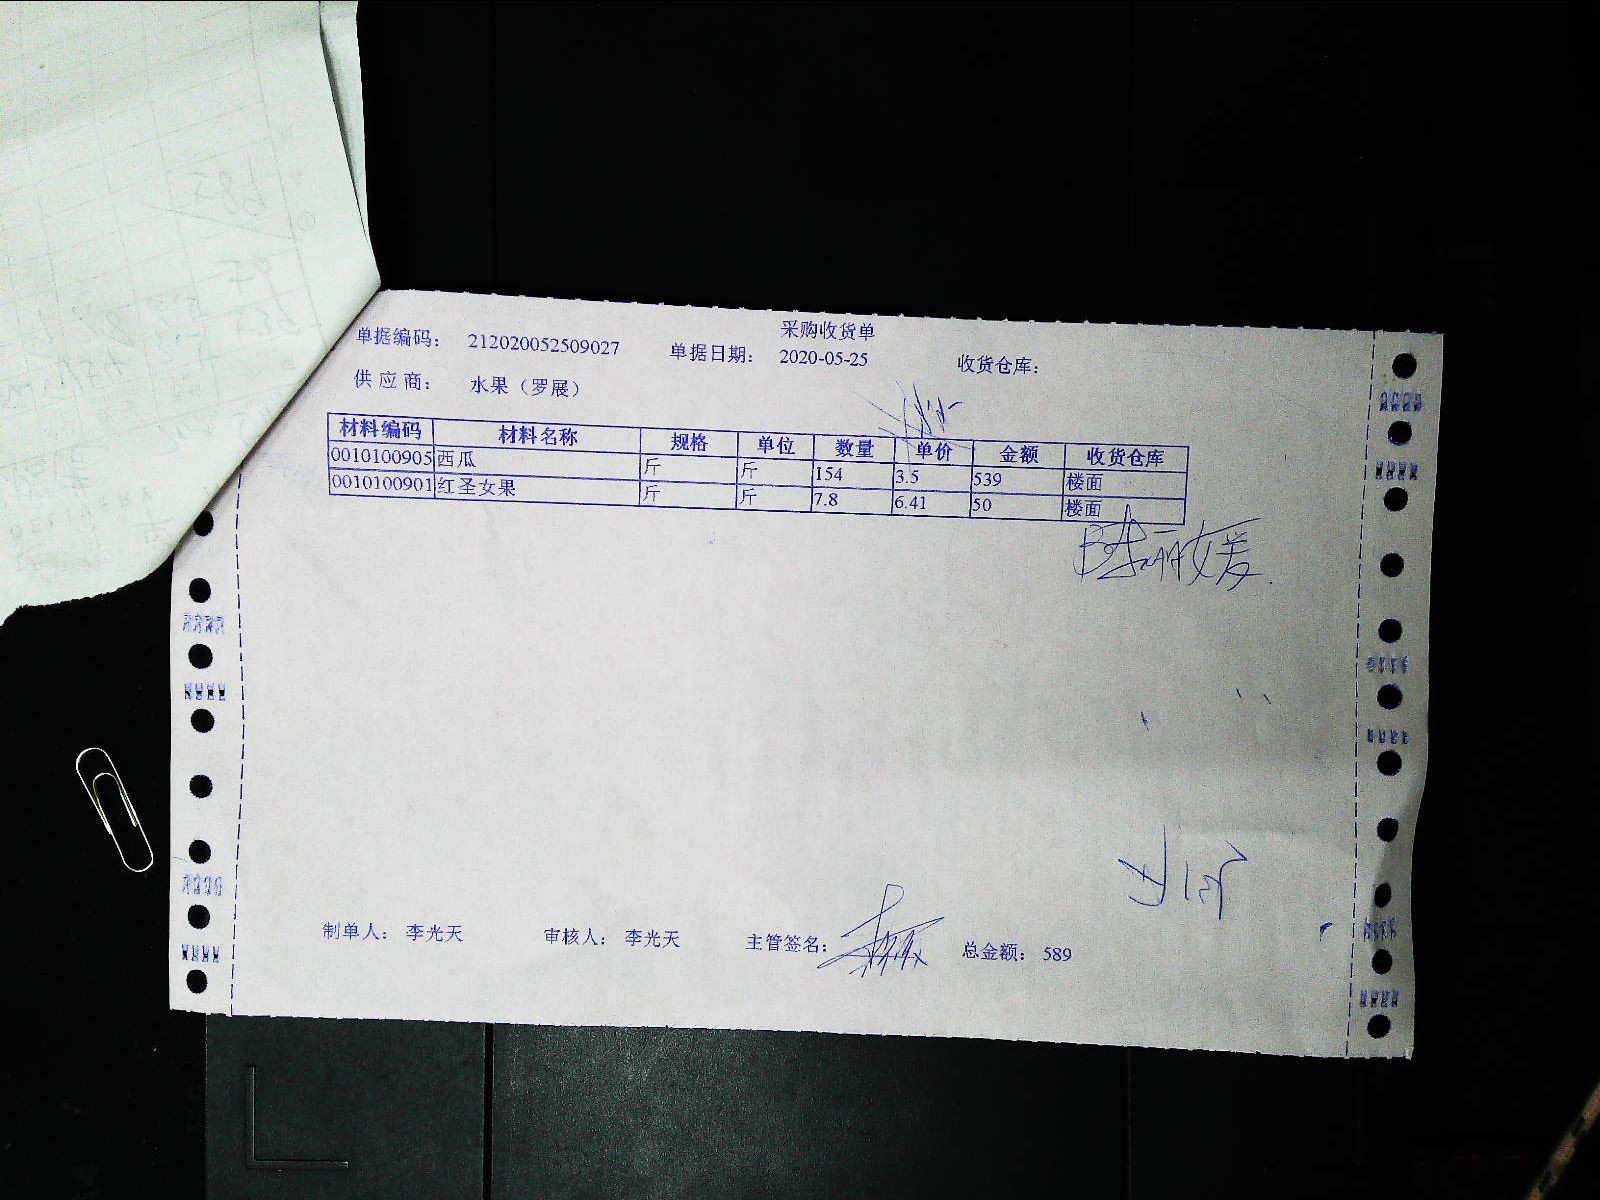 采购收货单
单据编码： 212020052509027 单据日期： 2020-05-25 收货仓库：
供 应 商： 水果（罗展）
材料编码 材料名称 规格 单位 数量 单价 金额 收货仓库
0010100905 西瓜 斤 斤 154 3.5 539 楼面
0010100901 红圣女果 斤 斤 7.8 6.41 50 楼面
制单人： 李光天 审核人： 李光天 主管签名： 总金额： 589